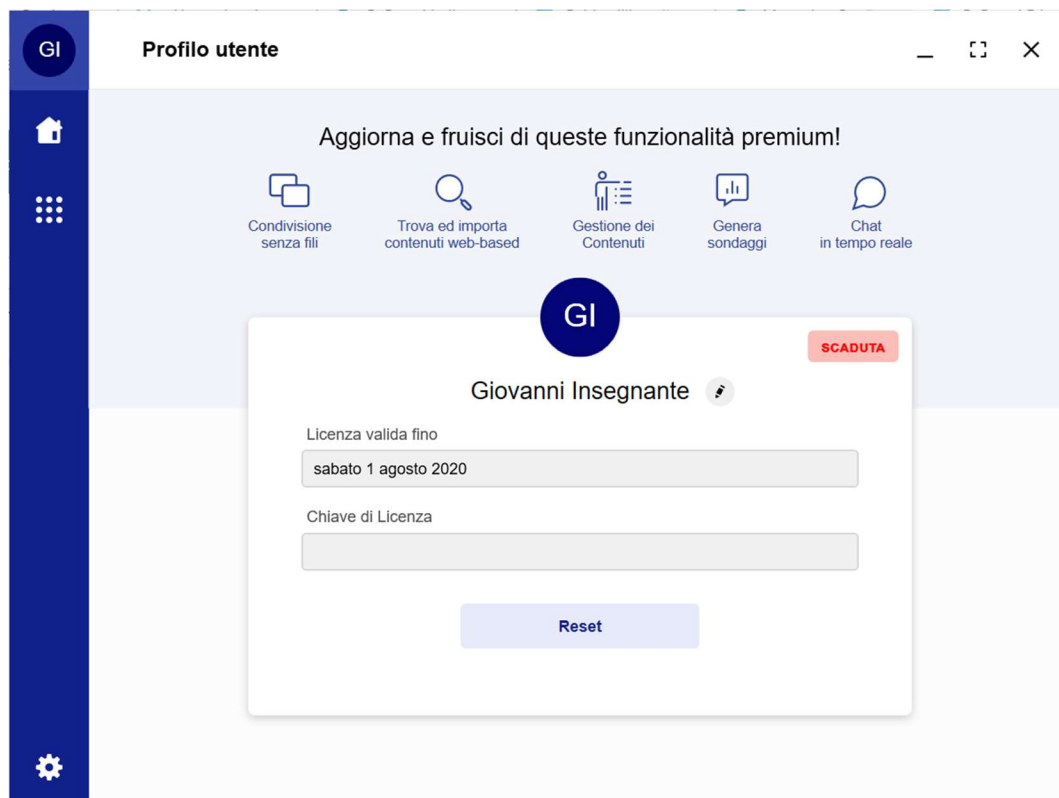 GI
Profilo utente
Aggiorna e fruisci di queste funzionalità premium!
Condivisione
senza fili
Trova ed importa
contenuti web-based
Gestione dei
Contenuti
Genera
sondaggi
Chat
in tempo reale
GI
SCADUTA
Giovanni Insegnante
Licenza valida fino
sabato 1 agosto 2020
Chiave di Licenza
Reset